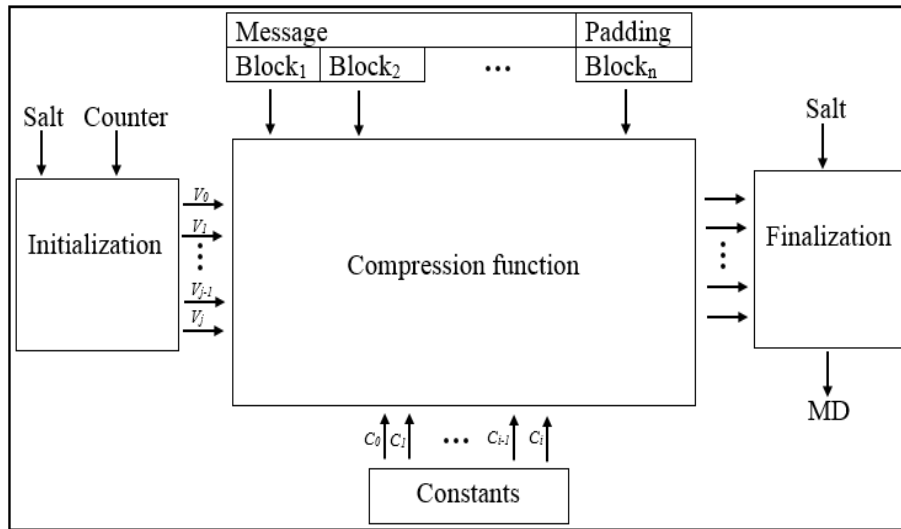 Message Padding
Block₁ Block₂ ... Blockₙ
Salt Counter Salt
V₀
Initialization V₁ Compression function Finalization
⋮ ⋮
Vⱼ₋₁
Vⱼ
MD
C₀ C₁ ... Cᵢ₋₁ Cᵢ
Constants